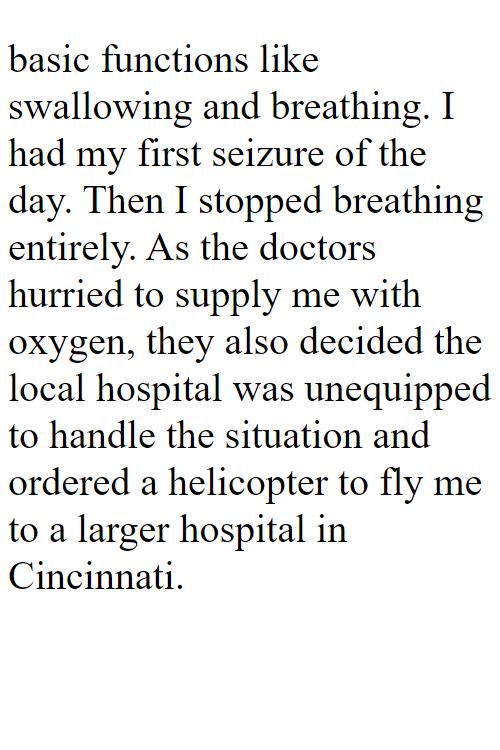 basic functions like
swallowing and breathing. I
had my first seizure of the
day. Then I stopped breathing
entirely. As the doctors
hurried to supply me with
oxygen, they also decided the
local hospital was unequipped
to handle the situation and
ordered a helicopter to fly me
to a larger hospital in
Cincinnati.